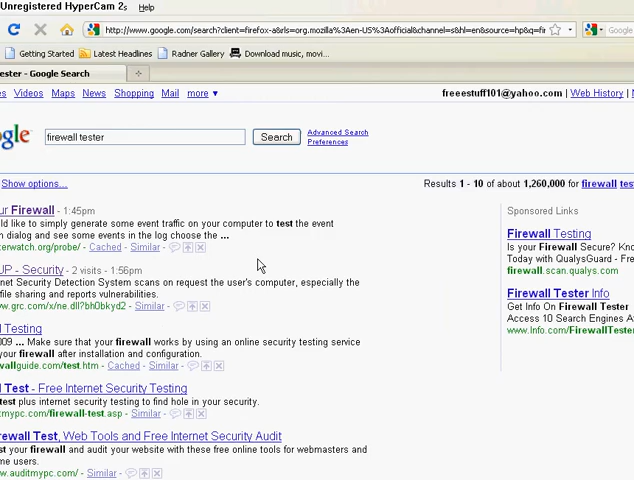 Unregistered HyperCam 2s Help
http://www.google.com/search?client=firefox-a&rls=org.mozilla%3Aen-US%3Aofficial&channel=s&hl=en&source=hp&q=fir
Getting Started Latest Headlines Radner Gallery Download music, movi...
ester - Google Search
es Videos Maps News Shopping Mail more ▼ freeestuff101@yahoo.com | Web History |
gle firewall tester Search Advanced Search
Preferences
Show options... Results 1 - 10 of about 1,260,000 for firewall test
ur Firewall - 1:45pm
ld like to simply generate some event traffic on your computer to test the event
n dialog and see some events in the log choose the ...
erwatch.org/probe/ - Cached - Similar -
UP - Security - 2 visits - 1:56pm
net Security Detection System scans on request the user's computer, especially the
file sharing and reports vulnerabilities.
w.grc.com/x/ne.dll?bh0bkyd2 - Similar -
l Testing
009 ... Make sure that your firewall works by using an online security testing service
your firewall after installation and configuration.
wallguide.com/test.htm - Cached - Similar -
l Test - Free Internet Security Testing
test plus internet security testing to find hole in your security.
tmypc.com/firewall-test.asp - Similar -
rewall Test, Web Tools and Free Internet Security Audit
st your firewall and audit your website with these free online tools for webmasters and
me users.
w.auditmypc.com/ - Similar -
Sponsored Links
Firewall Testing
Is your Firewall Secure? Kno
Today with QualysGuard - Free
firewall.scan.qualys.com
Firewall Tester Info
Get Info On Firewall Tester
Access 10 Search Engines A
www.Info.com/FirewallTester